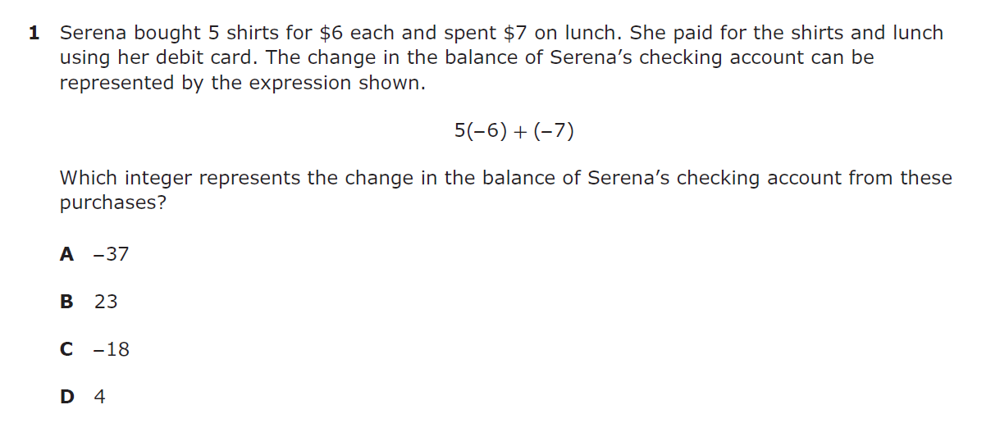 1 Serena bought 5 shirts for $6 each and spent $7 on lunch. She paid for the shirts and lunch
using her debit card. The change in the balance of Serena’s checking account can be
represented by the expression shown.
5(–6) + (–7)
Which integer represents the change in the balance of Serena’s checking account from these
purchases?
A –37
B 23
C –18
D 4